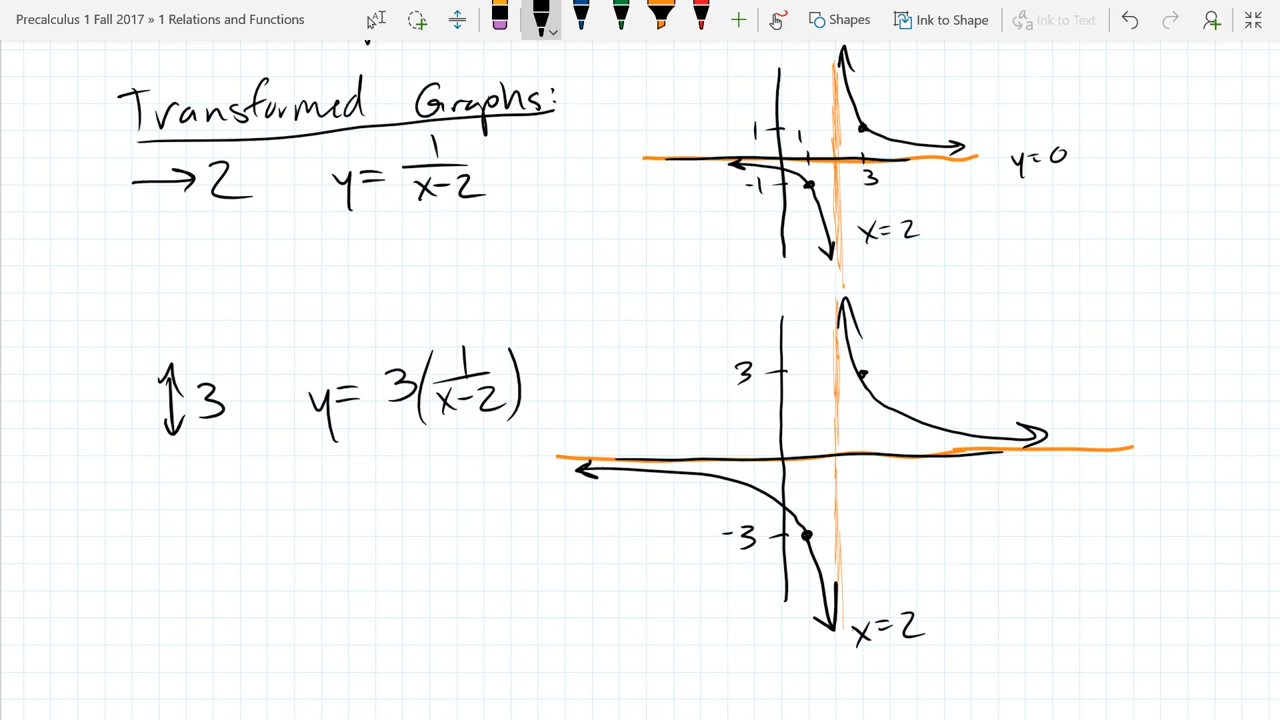 Precalculus 1 Fall 2017 » 1 Relations and Functions
Shapes
Ink to Shape
Ink to Text
Transformed Graphs:
→ 2 y = 1/(x-2)
1
1
-1
3
y=0
x=2
↕ 3 y = 3(1/(x-2))
3
-3
x=2